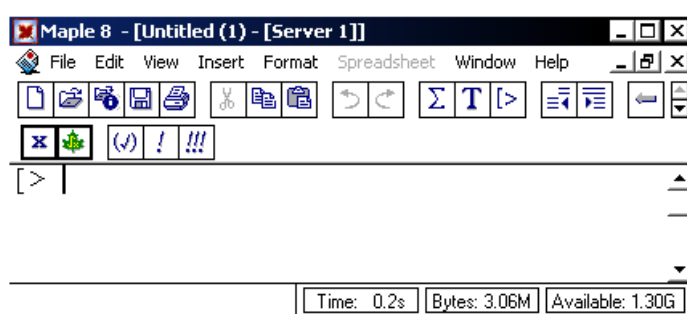 Maple 8 - [Untitled (1) - [Server 1]]
File Edit View Insert Format Spreadsheet Window Help
Σ T [>
x (√) ! !!!
[>
Time: 0.2s Bytes: 3.06M Available: 1.30G